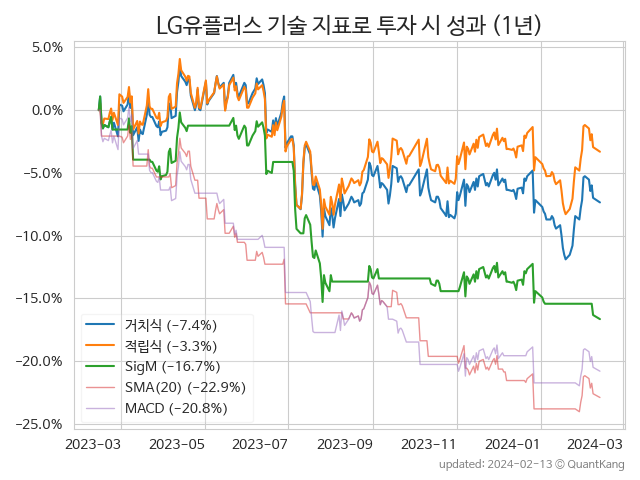 LG유플러스 기술 지표로 투자 시 성과 (1년)
5.0%
0.0%
−5.0%
−10.0%
−15.0%
−20.0%
−25.0%
거치식 (−7.4%)
적립식 (−3.3%)
SigM (−16.7%)
SMA(20) (−22.9%)
MACD (−20.8%)
2023-03 2023-05 2023-07 2023-09 2023-11 2024-01 2024-03
updated: 2024-02-13 ⓒ QuantKang